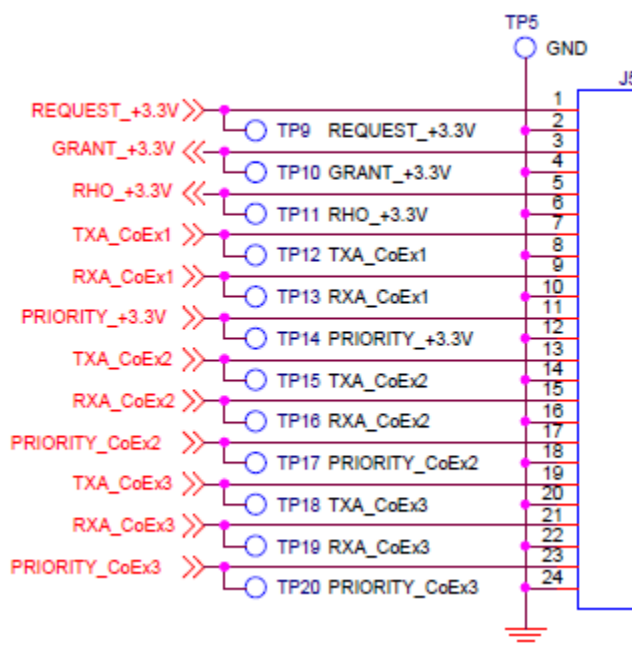 TP5
GND
J5
REQUEST_+3.3V
1
TP9 REQUEST_+3.3V
2
GRANT_+3.3V
3
TP10 GRANT_+3.3V
4
RHO_+3.3V
5
TP11 RHO_+3.3V
6
TXA_CoEx1
7
TP12 TXA_CoEx1
8
RXA_CoEx1
9
TP13 RXA_CoEx1
10
PRIORITY_+3.3V
11
TP14 PRIORITY_+3.3V
12
TXA_CoEx2
13
TP15 TXA_CoEx2
14
RXA_CoEx2
15
TP16 RXA_CoEx2
16
PRIORITY_CoEx2
17
TP17 PRIORITY_CoEx2
18
TXA_CoEx3
19
TP18 TXA_CoEx3
20
RXA_CoEx3
21
TP19 RXA_CoEx3
22
PRIORITY_CoEx3
23
TP20 PRIORITY_CoEx3
24